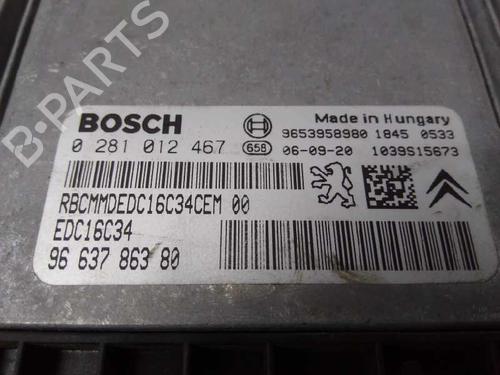 BOSCH
Made in Hungary
9653958980 1845 0533
0 281 012 467 658 06-09-20 1039S15673
RBCMMDEDC16C34CEM 00
EDC16C34
96 637 863 80
B-PARTS